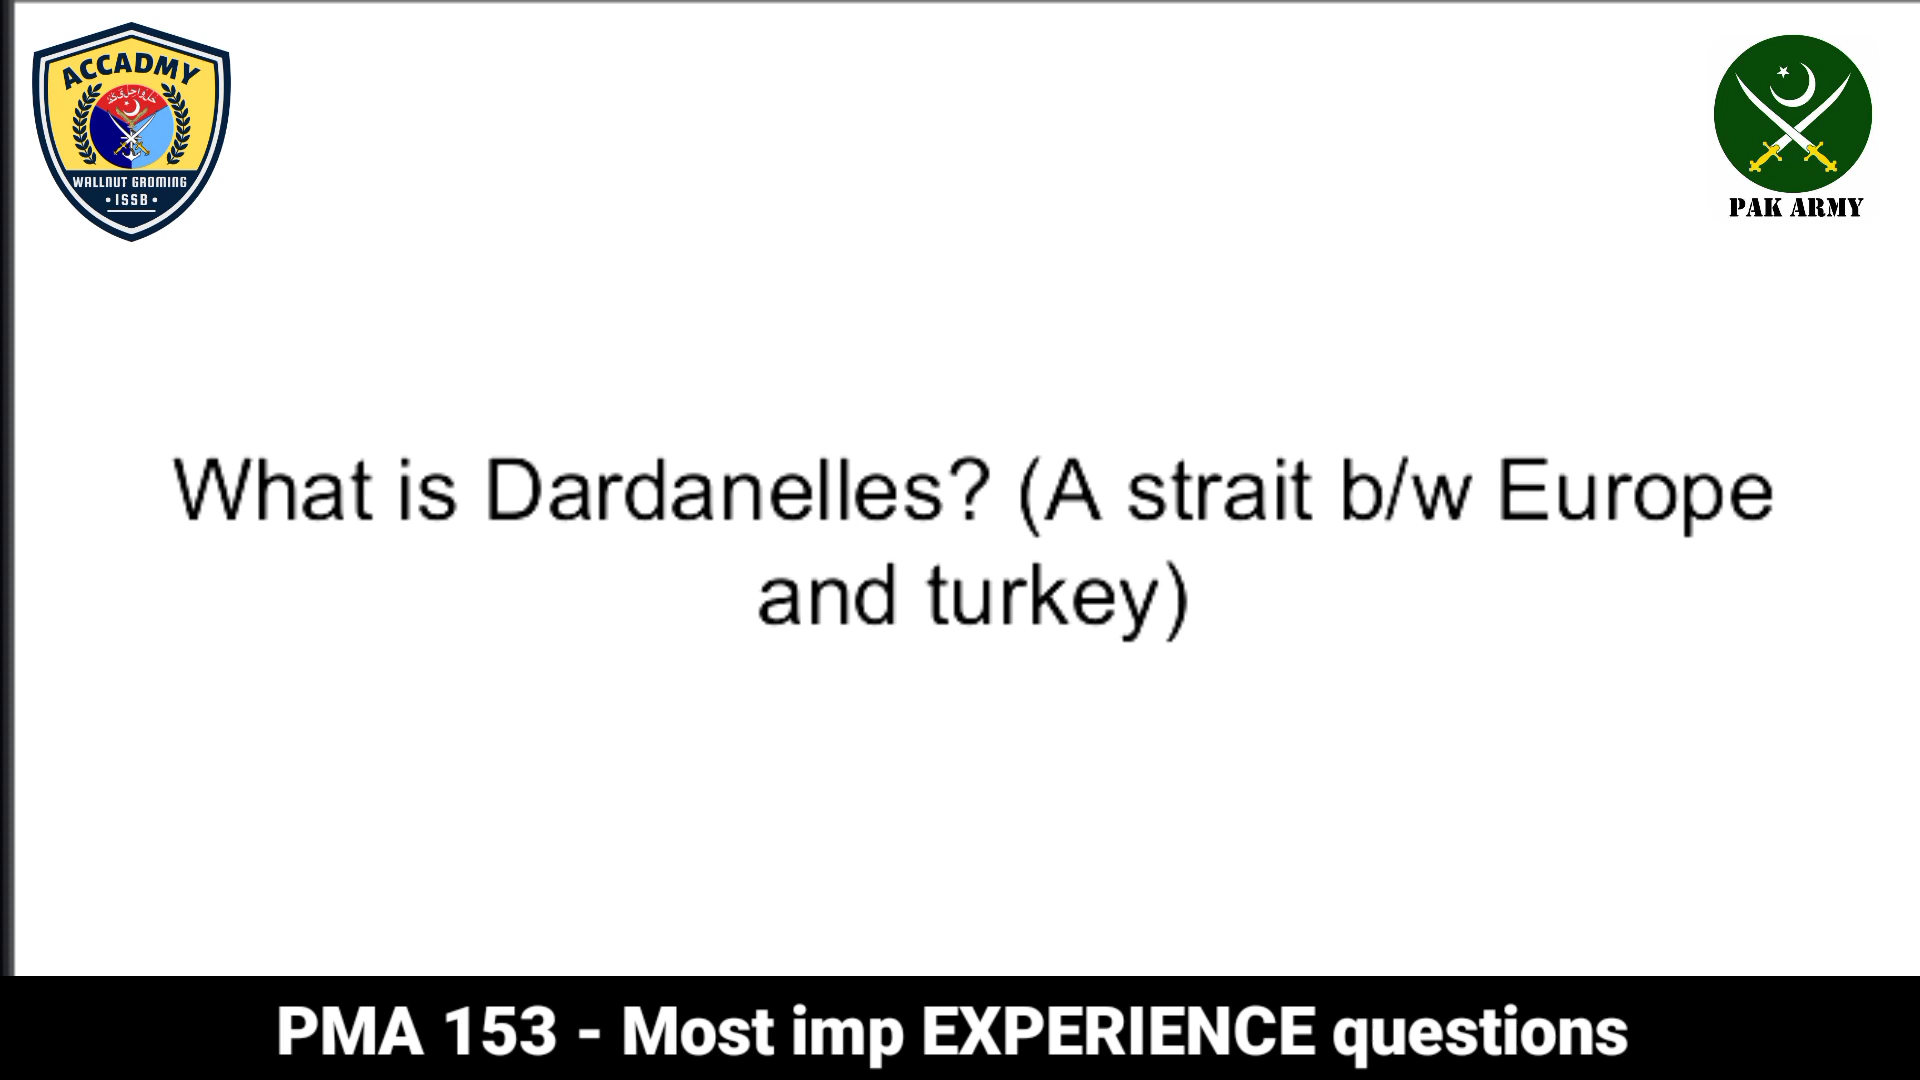 ACCADMY
WALLNUT GROMING
• ISSB •
PAK ARMY
What is Dardanelles? (A strait b/w Europe
and turkey)
PMA 153 - Most imp EXPERIENCE questions